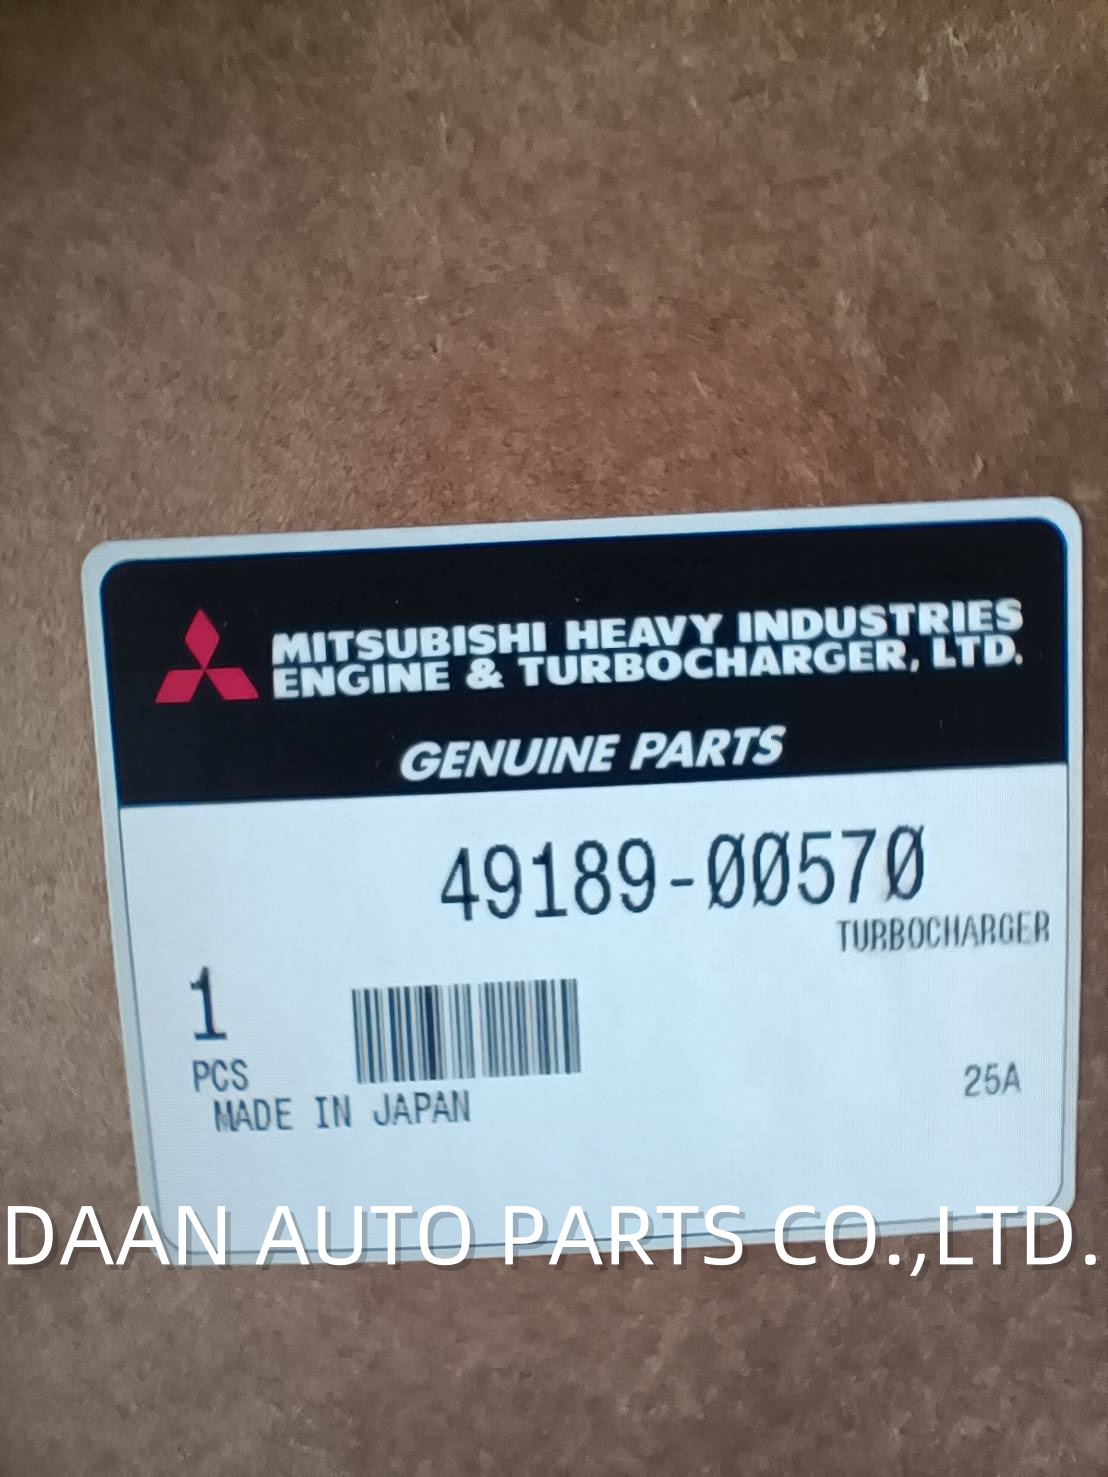 MITSUBISHI HEAVY INDUSTRIES
ENGINE & TURBOCHARGER, LTD.
GENUINE PARTS
49189-00570
TURBOCHARGER
1
PCS
MADE IN JAPAN
25A
DAAN AUTO PARTS CO.,LTD.